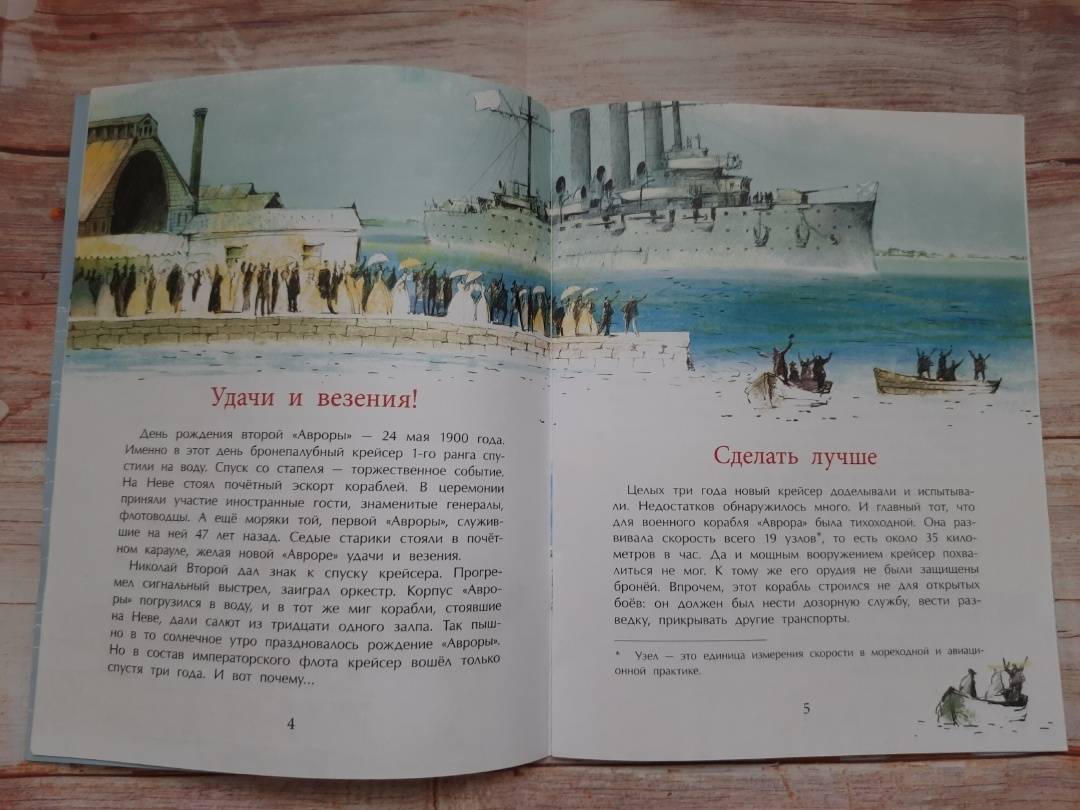 Удачи и везения!
День рождения второй «Авроры» — 24 мая 1900 года.
Именно в этот день бронепалубный крейсер 1-го ранга спу-
стили на воду. Спуск со стапеля — торжественное событие.
На Неве стоял почётный эскорт кораблей. В церемонии
приняли участие иностранные гости, знаменитые генералы,
флотоводцы. А ещё моряки той, первой «Авроры», служив-
шие на ней 47 лет назад. Седые старики стояли в почёт-
ном карауле, желая новой «Авроре» удачи и везения.
Николай Второй дал знак к спуску крейсера. Прогре-
мел сигнальный выстрел, заиграл оркестр. Корпус «Авро-
ры» погрузился в воду, и в тот же миг корабли, стоявшие
на Неве, дали салют из тридцати одного залпа. Так пыш-
но в то солнечное утро праздновалось рождение «Авроры».
Но в состав императорского флота крейсер вошёл только
спустя три года. И вот почему...
4
Сделать лучше
Целых три года новый крейсер доделывали и испытыва-
ли. Недостатков обнаружилось много. И главный тот, что
для военного корабля «Аврора» была тихоходной. Она раз-
вивала скорость всего 19 узлов*, то есть около 35 кило-
метров в час. Да и мощным вооружением крейсер похва-
литься не мог. К тому же его орудия не были защищены
бронёй. Впрочем, этот корабль строился не для открытых
боёв: он должен был нести дозорную службу, вести раз-
ведку, прикрывать другие транспорты.
* Узел — это единица измерения скорости в мореходной и авиаци-
онной практике.
5